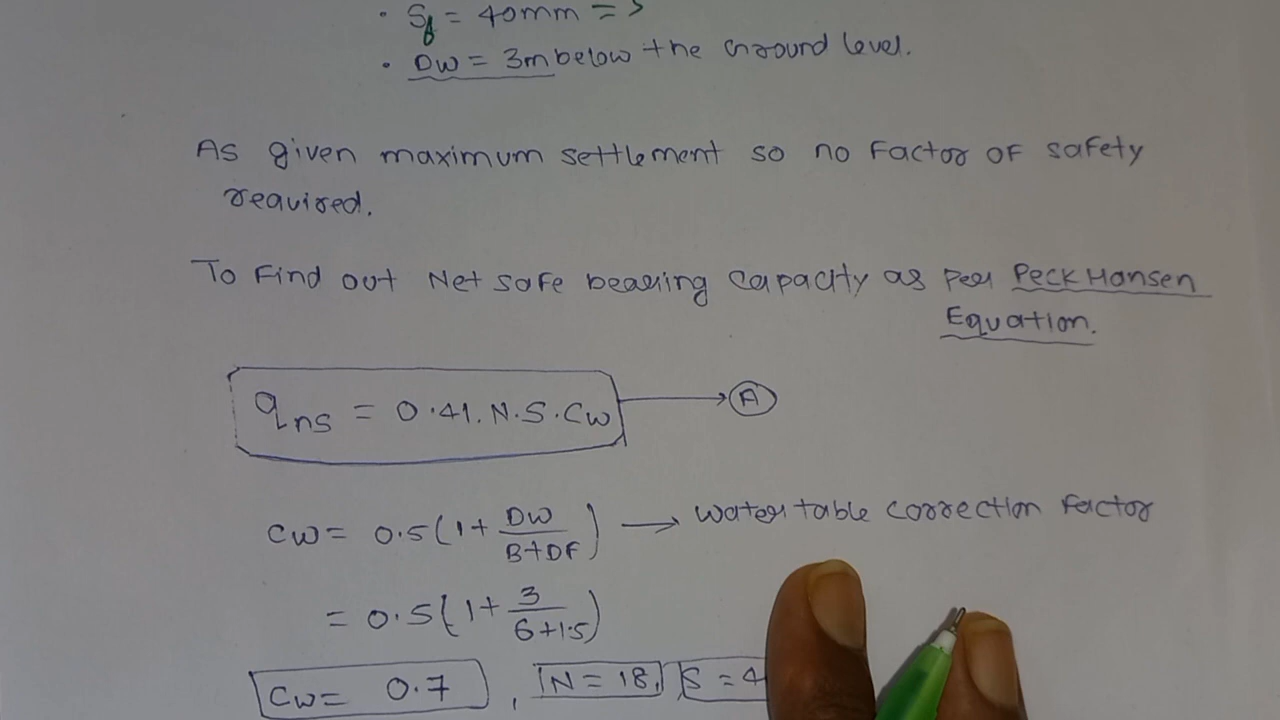 • Sf = 40mm =>
• DW = 3m below the Ground level.
As given maximum settlement so no Factor OF safety
required.
To Find out Net safe bearing capacity as per Peck Hansen
Equation.
qns = 0.41. N. S. CW → A
CW = 0.5(1+ DW/B+DF) → Water table correction Factor
= 0.5(1+ 3/6+1.5)
CW = 0.7 , N = 18, S = 4